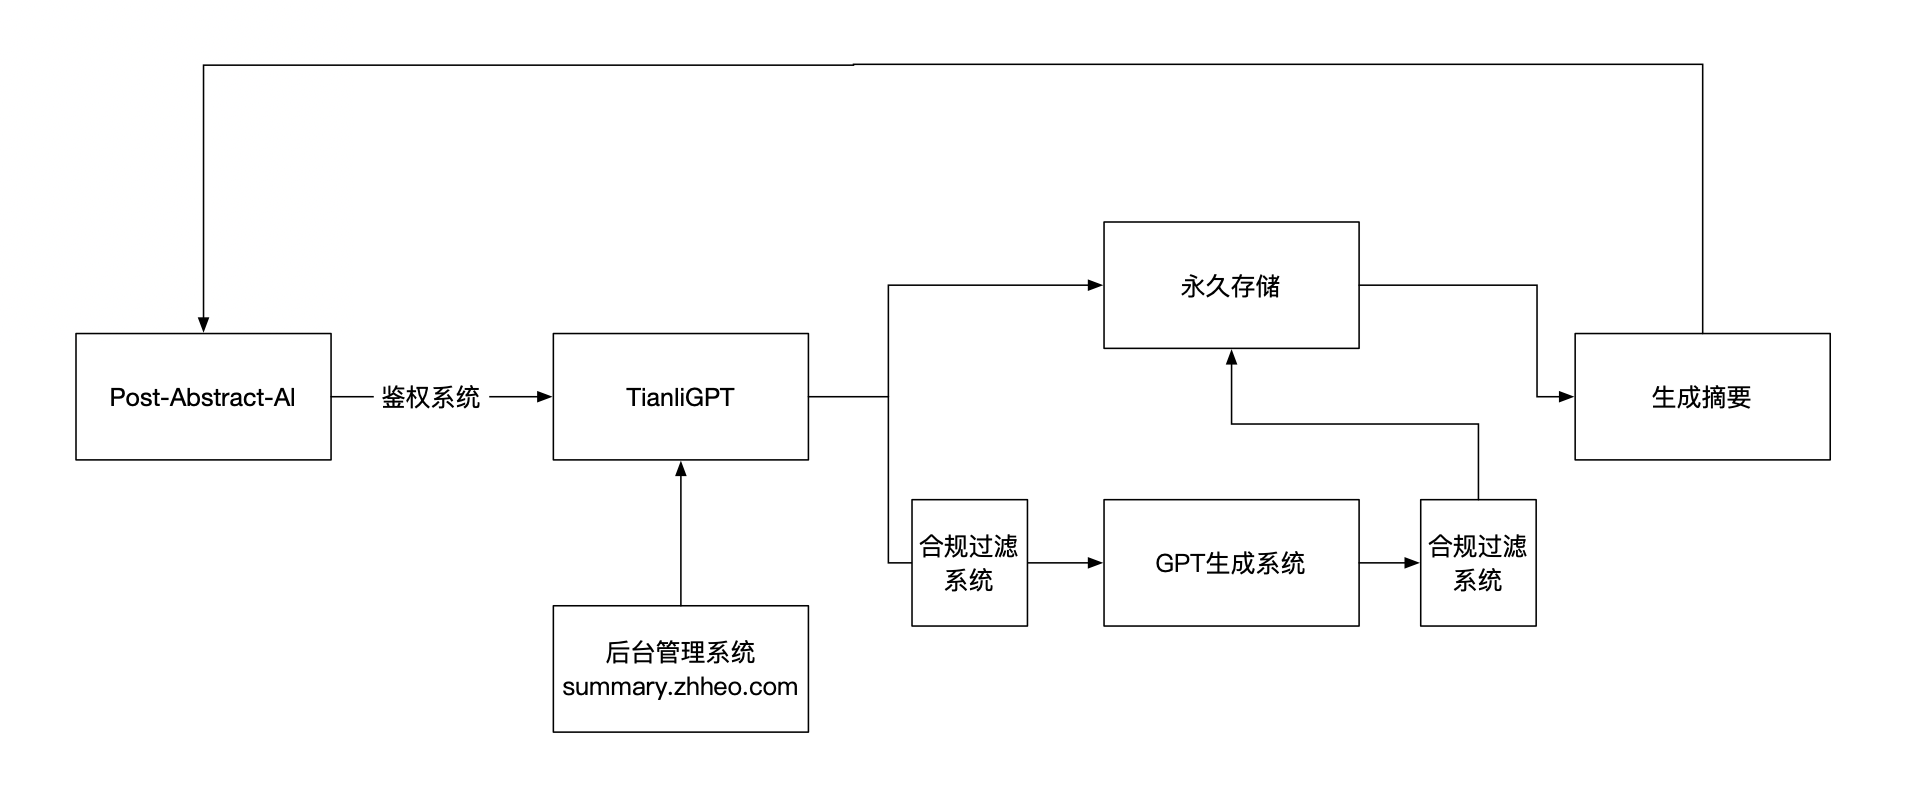 Post-Abstract-AI
鉴权系统
TianliGPT
永久存储
生成摘要
合规过滤
系统
GPT生成系统
合规过滤
系统
后台管理系统
summary.zhheo.com